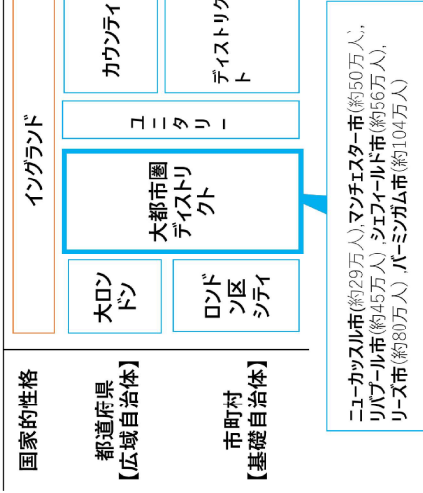 国家的性格
イングランド
都道府県
【広域自治体】
大ロン
ドン
大都市圏
ディストリ
クト
ユニタリー
カウンティ
市町村
【基礎自治体】
ロンド
ン区
シティ
ディストリク
ト
ニューカッスル市(約29万人),マンチェスター市(約50万人),
リバプール市(約45万人) ,シェフィールド市(約56万人),
リーズ市(約80万人) ,バーミンガム市(約104万人)